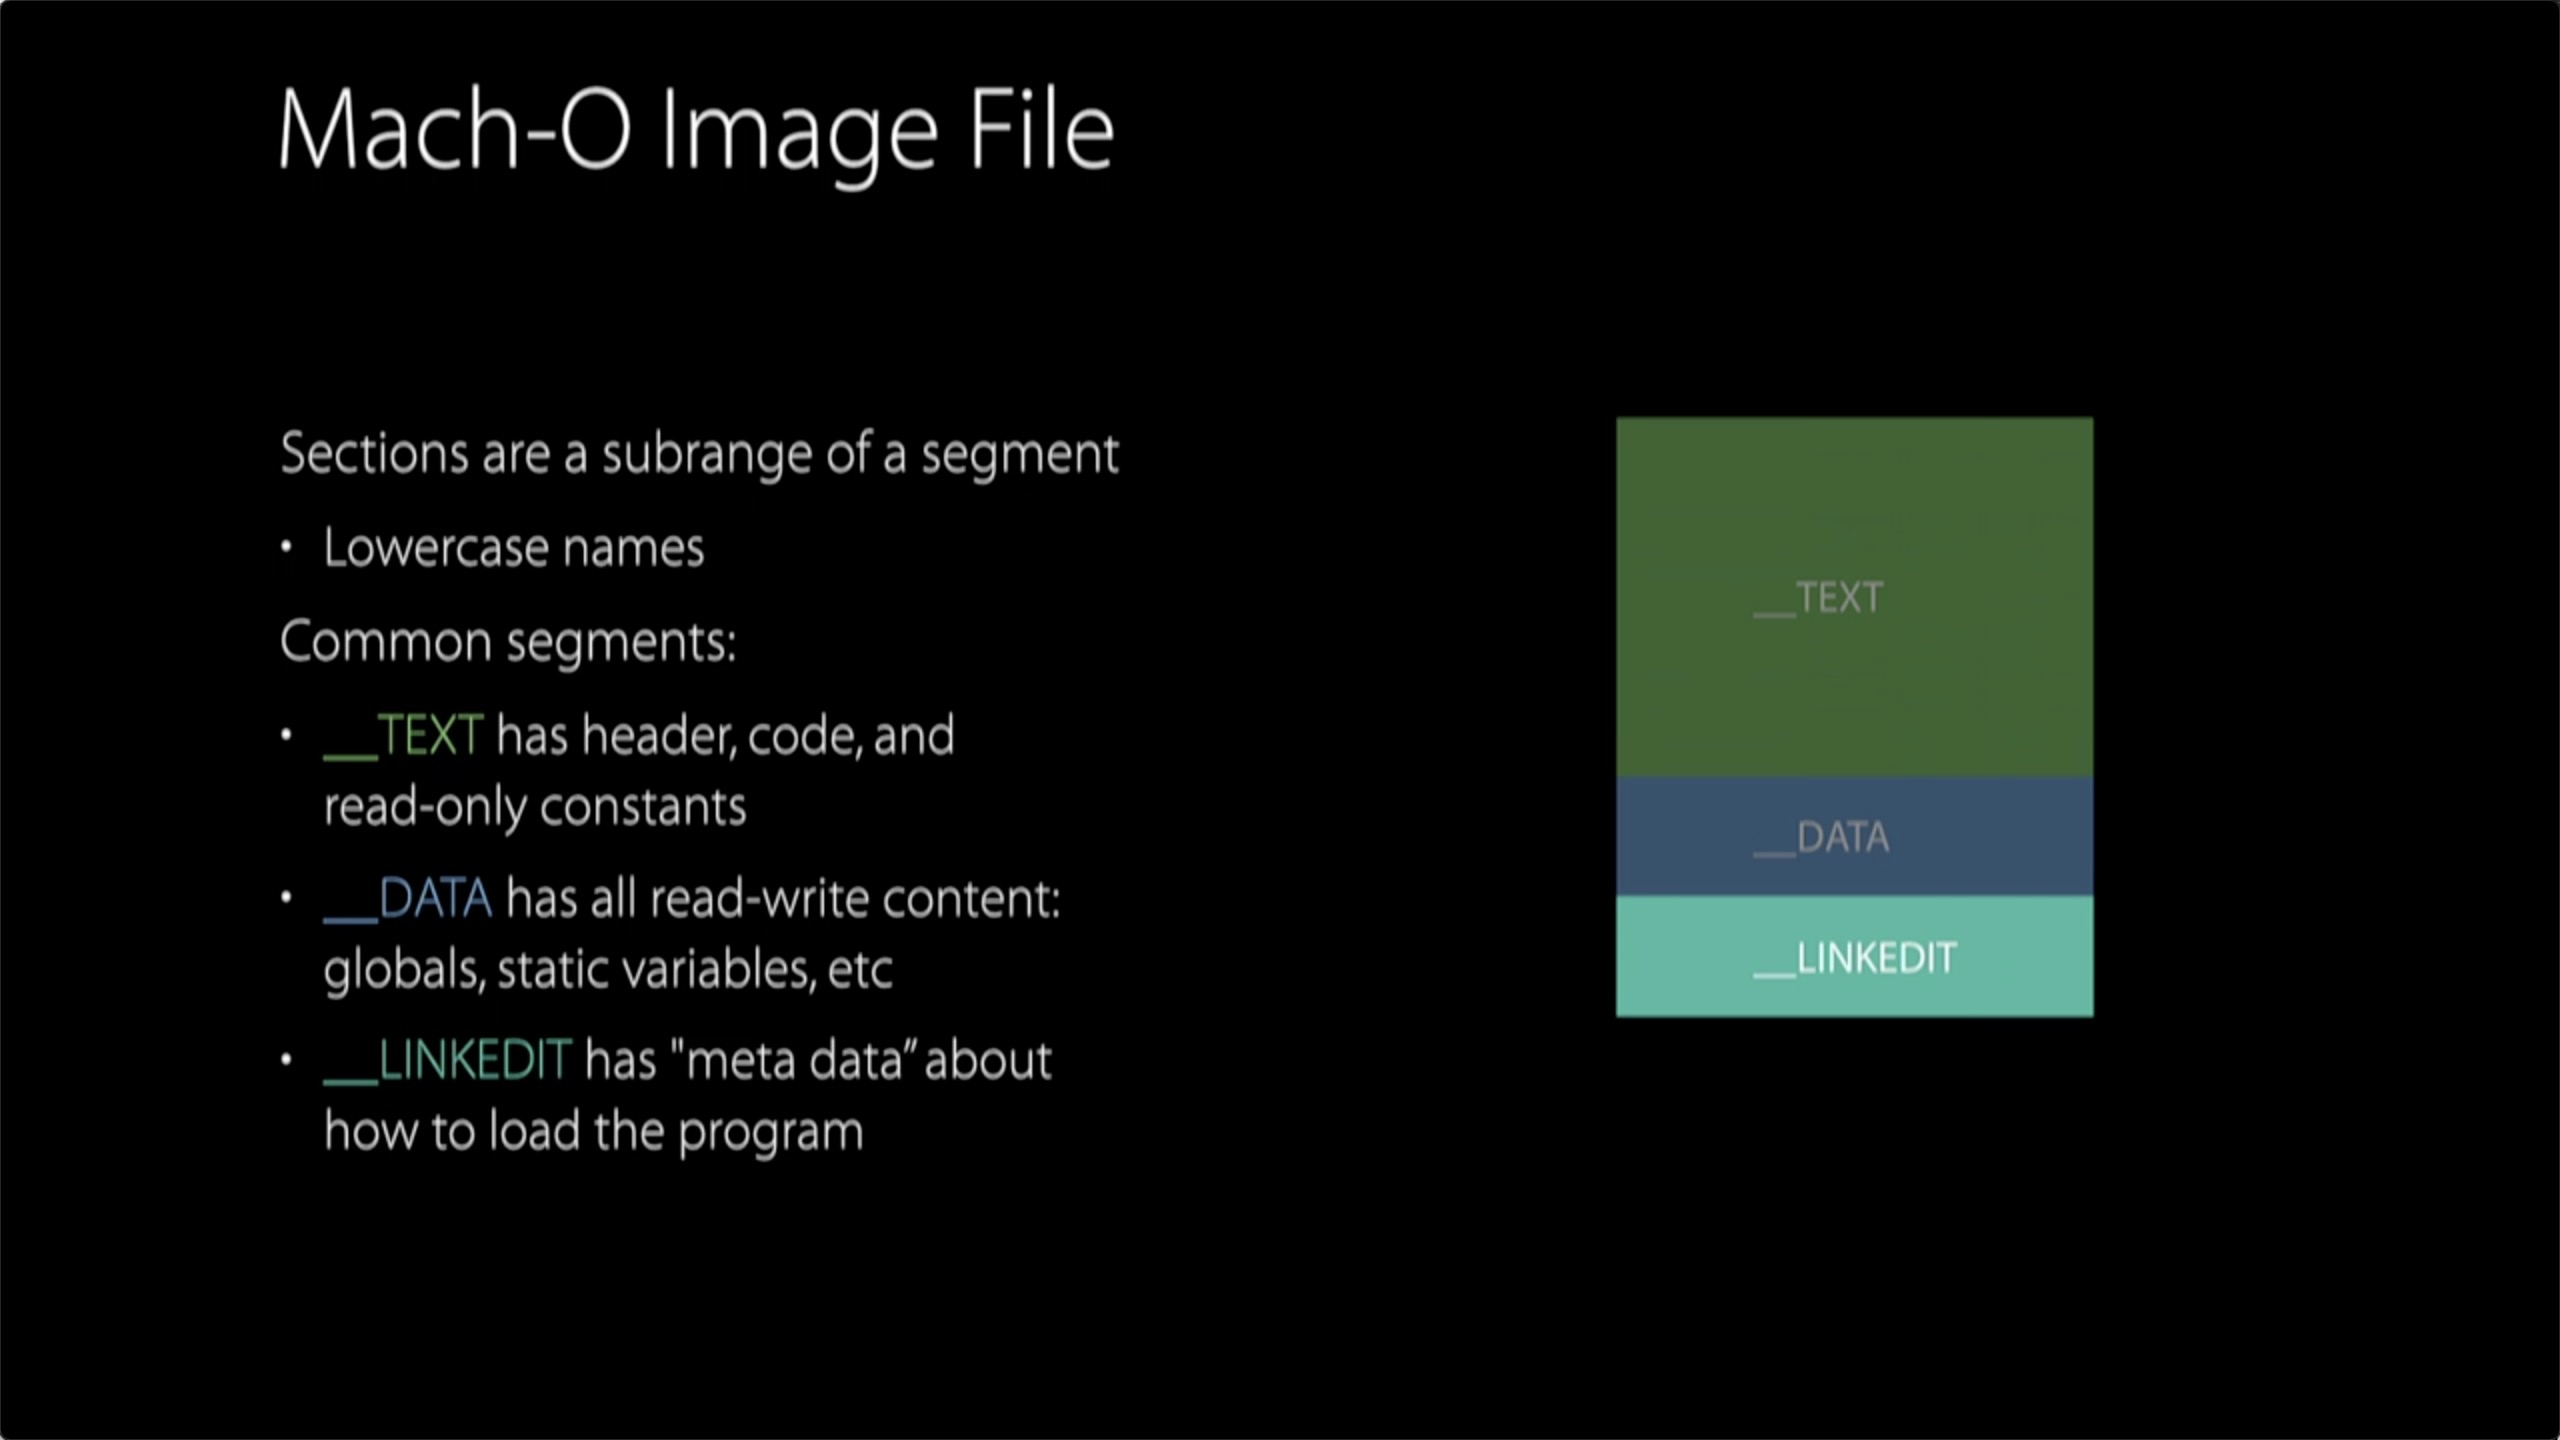 Mach-O Image File
Sections are a subrange of a segment
• Lowercase names
Common segments:
• __TEXT has header, code, and
read-only constants
• __DATA has all read-write content:
globals, static variables, etc
• __LINKEDIT has "meta data” about
how to load the program
__TEXT
__DATA
__LINKEDIT